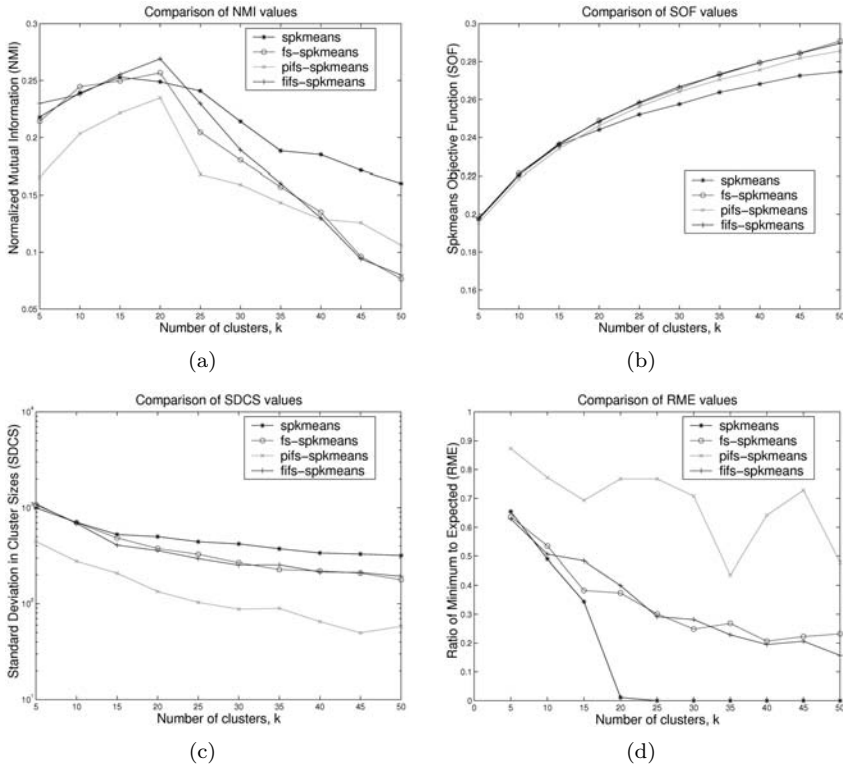 Comparison of NMI values
0.3
0.25
0.2
0.15
0.1
0.05
Normalized Mutual Information (NMI)
spkmeans
fs-spkmeans
pifs-spkmeans
fifs-spkmeans
5 10 15 20 25 30 35 40 45 50
Number of clusters, k
(a)
Comparison of SOF values
0.3
0.28
0.26
0.24
0.22
0.2
0.18
0.16
Spkmeans Objective Function (SOF)
spkmeans
fs-spkmeans
pifs-spkmeans
fifs-spkmeans
5 10 15 20 25 30 35 40 45 50
Number of clusters, k
(b)
Comparison of SDCS values
Standard Deviation in Cluster Sizes (SDCS)
10⁴
10³
10²
10¹
spkmeans
fs-spkmeans
pifs-spkmeans
fifs-spkmeans
5 10 15 20 25 30 35 40 45 50
Number of clusters, k
(c)
Comparison of RME values
1
0.9
0.8
0.7
0.6
0.5
0.4
0.3
0.2
0.1
0
Ratio of Minimum to Expected (RME)
spkmeans
fs-spkmeans
pifs-spkmeans
fifs-spkmeans
0 5 10 15 20 25 30 35 40 45 50
Number of clusters, k
(d)